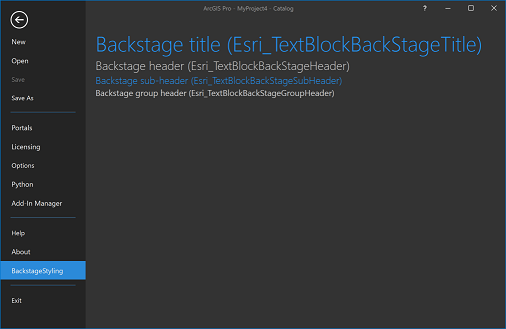 ArcGIS Pro - MyProject4 - Catalog
?
New
Open
Save
Save As
Portals
Licensing
Options
Python
Add-In Manager
Help
About
BackstageStyling
Exit
Backstage title (Esri_TextBlockBackStageTitle)
Backstage header (Esri_TextBlockBackStageHeader)
Backstage sub-header (Esri_TextBlockBackStageSubHeader)
Backstage group header (Esri_TextBlockBackStageGroupHeader)